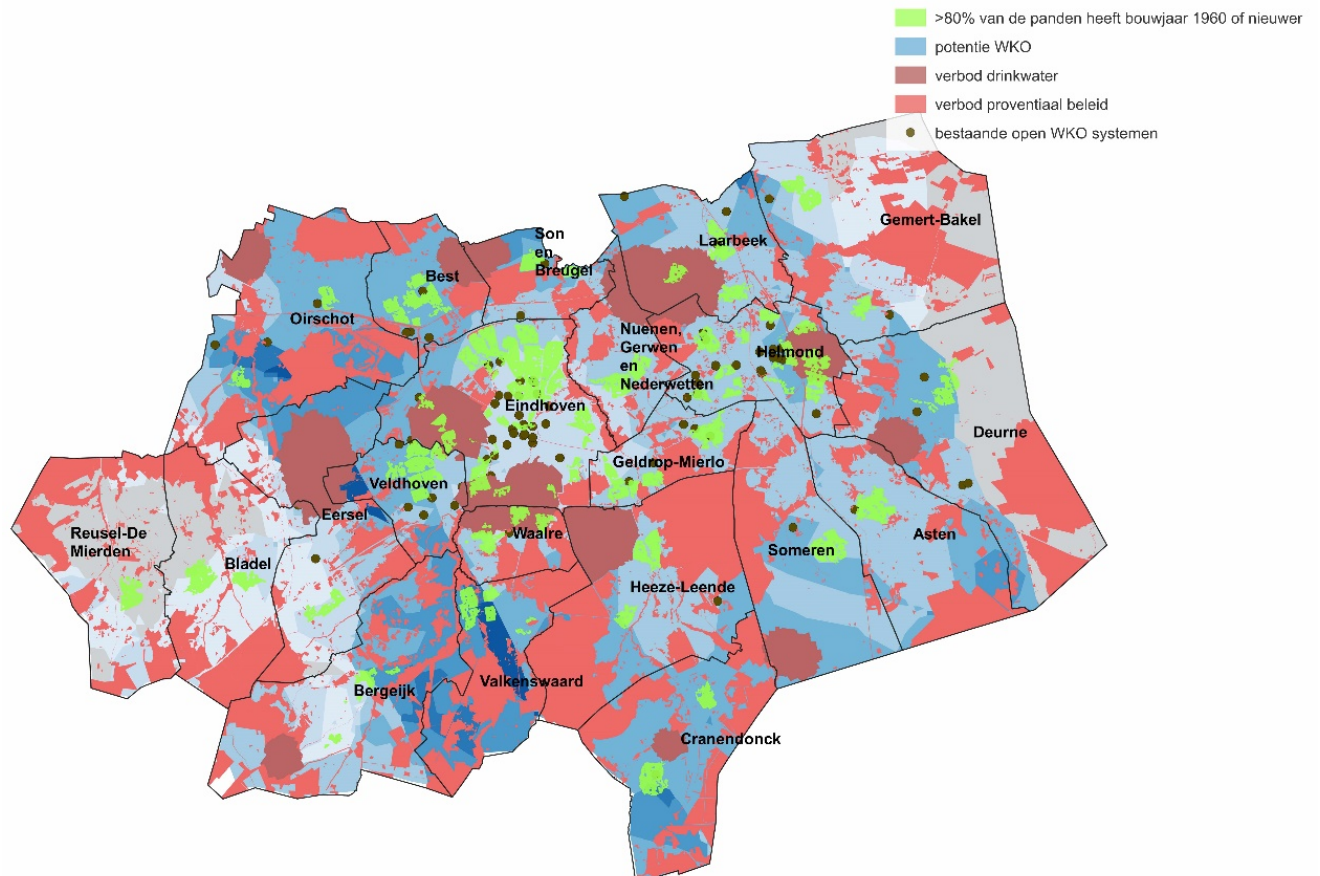 >80% van de panden heeft bouwjaar 1960 of nieuwer
potentie WKO
verbod drinkwater
verbod proventiaal beleid
bestaande open WKO systemen
Gemert-Bakel
Son
en
Breugel
Laarbeek
Best
Oirschot
Nuenen,
Gerwen
en
Nederwetten
Helmond
Eindhoven
Deurne
Geldrop-Mierlo
Veldhoven
Eersel
Reusel-De
Mierden
Bladel
Waalre
Someren
Asten
Heeze-Leende
Bergeijk
Valkenswaard
Cranendonck